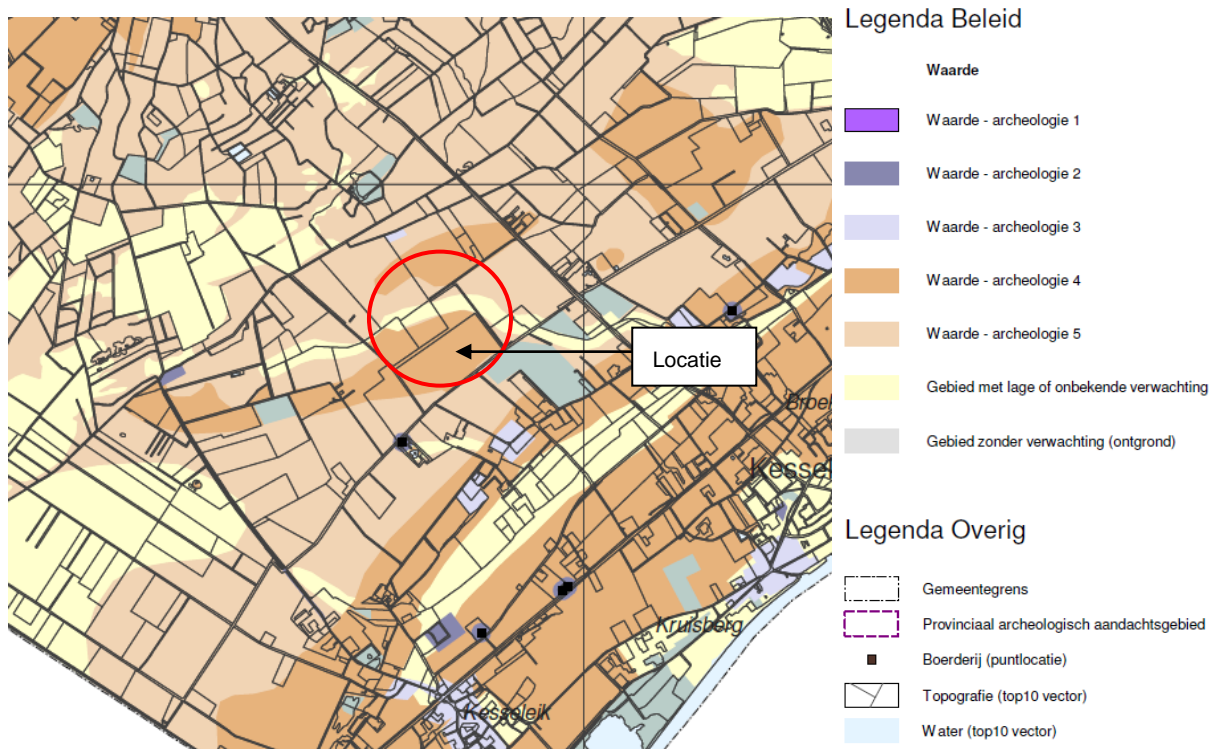 Locatie
Broek
Kessel
Kruisberg
Kesseleik
Legenda Beleid
Waarde
Waarde - archeologie 1
Waarde - archeologie 2
Waarde - archeologie 3
Waarde - archeologie 4
Waarde - archeologie 5
Gebied met lage of onbekende verwachting
Gebied zonder verwachting (ontgrond)
Legenda Overig
Gemeentegrens
Provinciaal archeologisch aandachtsgebied
Boerderij (puntlocatie)
Topografie (top10 vector)
Water (top10 vector)